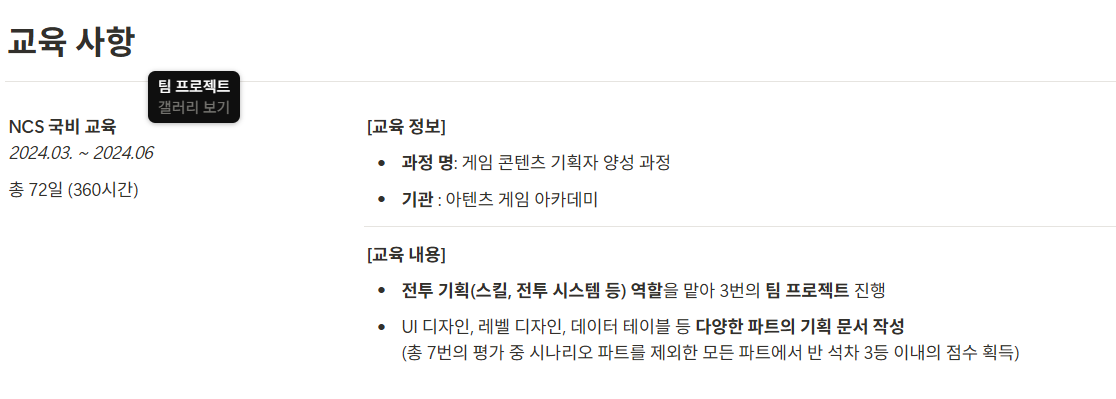 교육 사항
팀 프로젝트
갤러리 보기
NCS 국비 교육
2024.03. ~ 2024.06
총 72일 (360시간)
[교육 정보]
• 과정 명: 게임 콘텐츠 기획자 양성 과정
• 기관 : 아텐츠 게임 아카데미
[교육 내용]
• 전투 기획(스킬, 전투 시스템 등) 역할을 맡아 3번의 팀 프로젝트 진행
• UI 디자인, 레벨 디자인, 데이터 테이블 등 다양한 파트의 기획 문서 작성
(총 7번의 평가 중 시나리오 파트를 제외한 모든 파트에서 반 석차 3등 이내의 점수 획득)